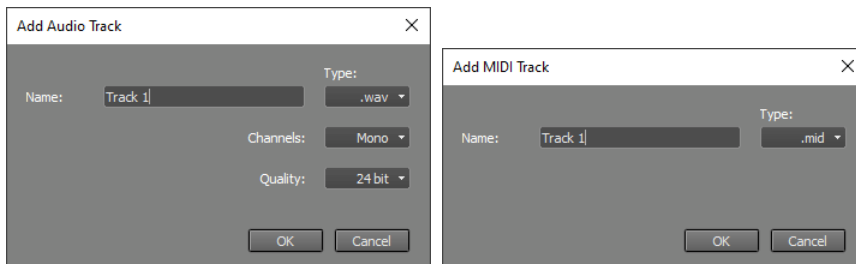 Add Audio Track
Type:
Name: Track 1 .wav
Channels: Mono
Quality: 24 bit
OK Cancel
Add MIDI Track
Type:
Name: Track 1 .mid
OK Cancel